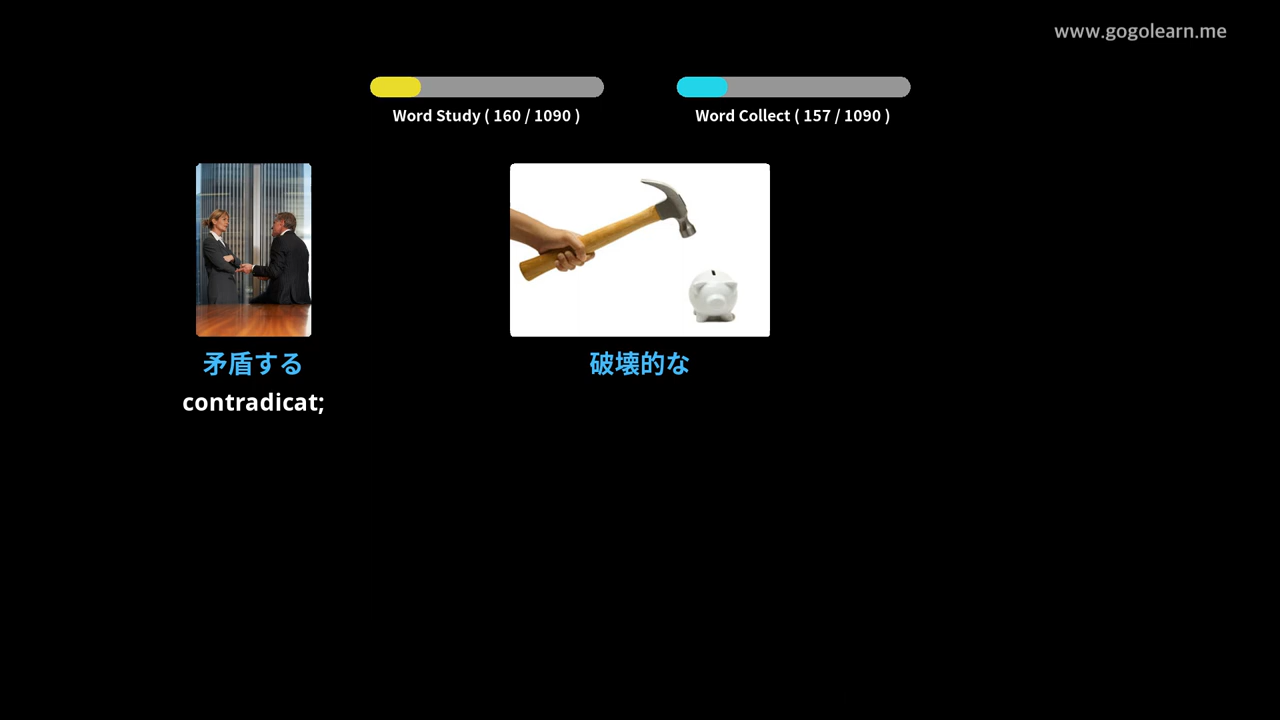 www.gogolearn.me
Word Study ( 160 / 1090 )
Word Collect ( 157 / 1090 )
矛盾する
破壊的な
contradicat;